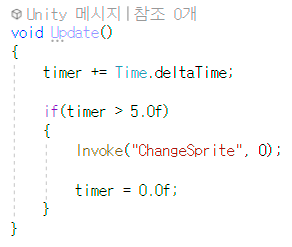 Unity 메시지 | 참조 0개
void Update()
{
timer += Time.deltaTime;
if(timer > 5.0f)
{
Invoke("ChangeSprite", 0);
timer = 0.0f;
}
}